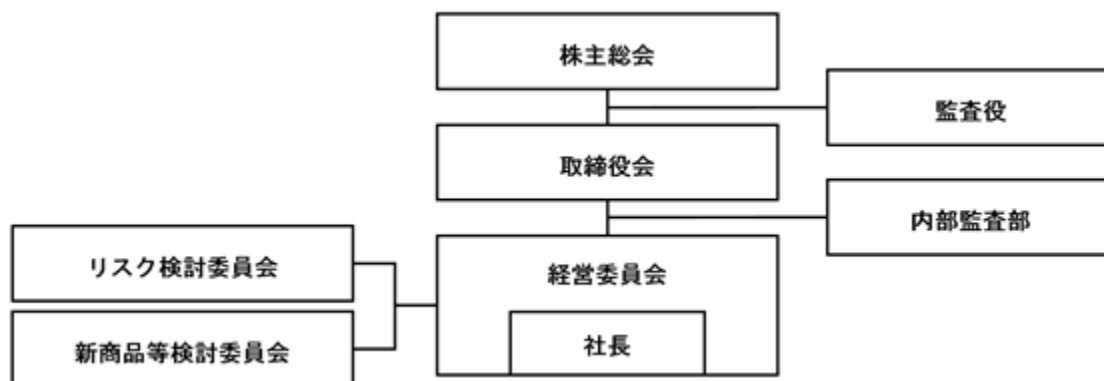 株主総会
監査役
取締役会
内部監査部
リスク検討委員会
経営委員会
社長
新商品等検討委員会